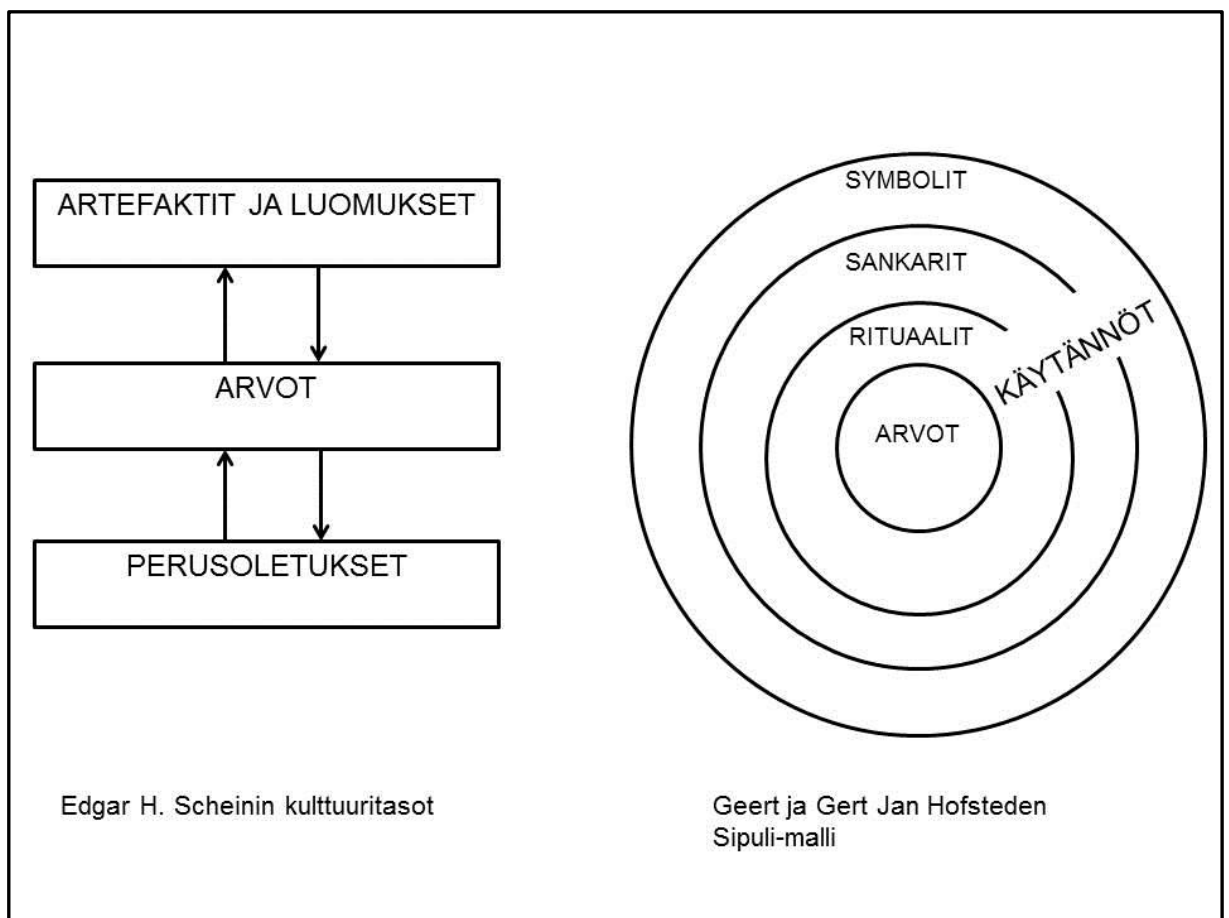 ARTEFAKTIT JA LUOMUKSET
ARVOT
PERUSOLETUKSET
Edgar H. Scheinin kulttuuritasot
SYMBOLIT
SANKARIT
RITUAALIT
KÄYTÄNNÖT
ARVOT
Geert ja Gert Jan Hofsteden
Sipuli-malli